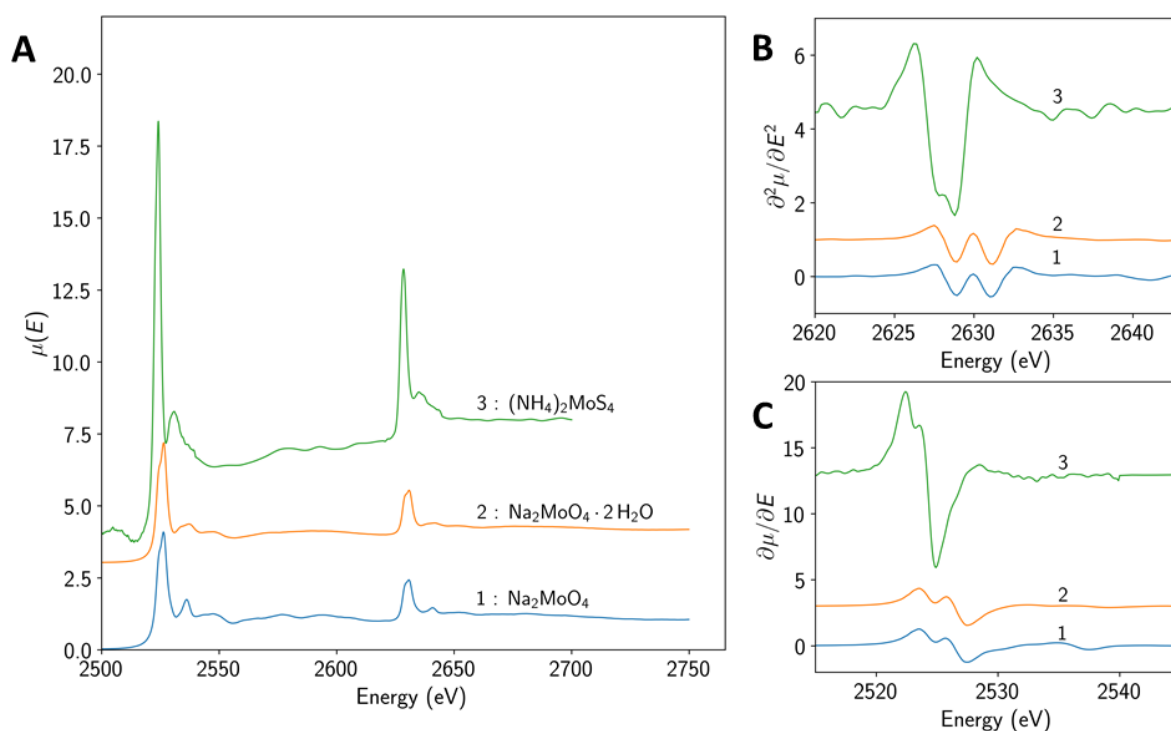 A
20.0
17.5
15.0
12.5
10.0
7.5
5.0
2.5
0.0
μ(E)
3 : (NH₄)₂MoS₄
2 : Na₂MoO₄ · 2 H₂O
1 : Na₂MoO₄
2500 2550 2600 2650 2700 2750
Energy (eV)
B
6
4
2
0
∂²μ/∂E²
3
2
1
2620 2625 2630 2635 2640
Energy (eV)
C
20
15
10
5
0
∂μ/∂E
3
2
1
2520 2530 2540
Energy (eV)